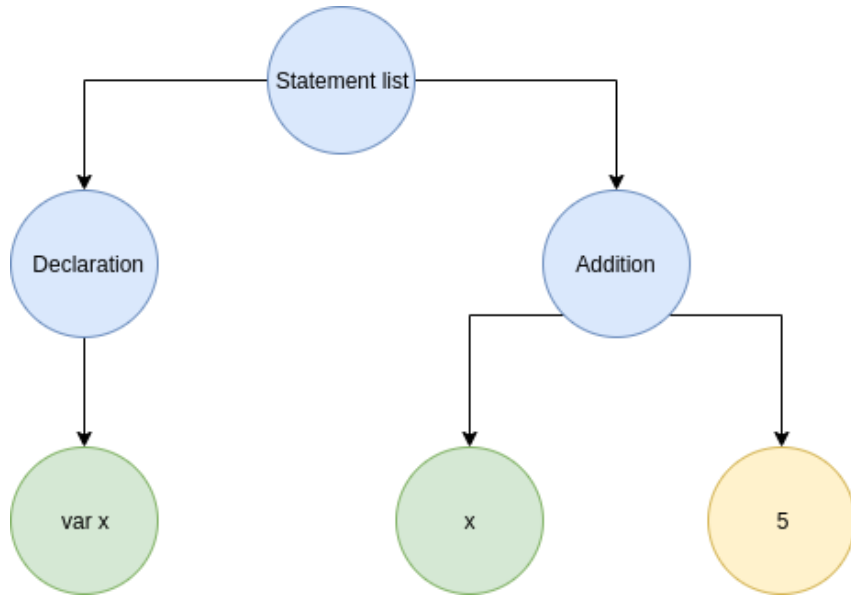 Statement list
Declaration
Addition
var x
x
5